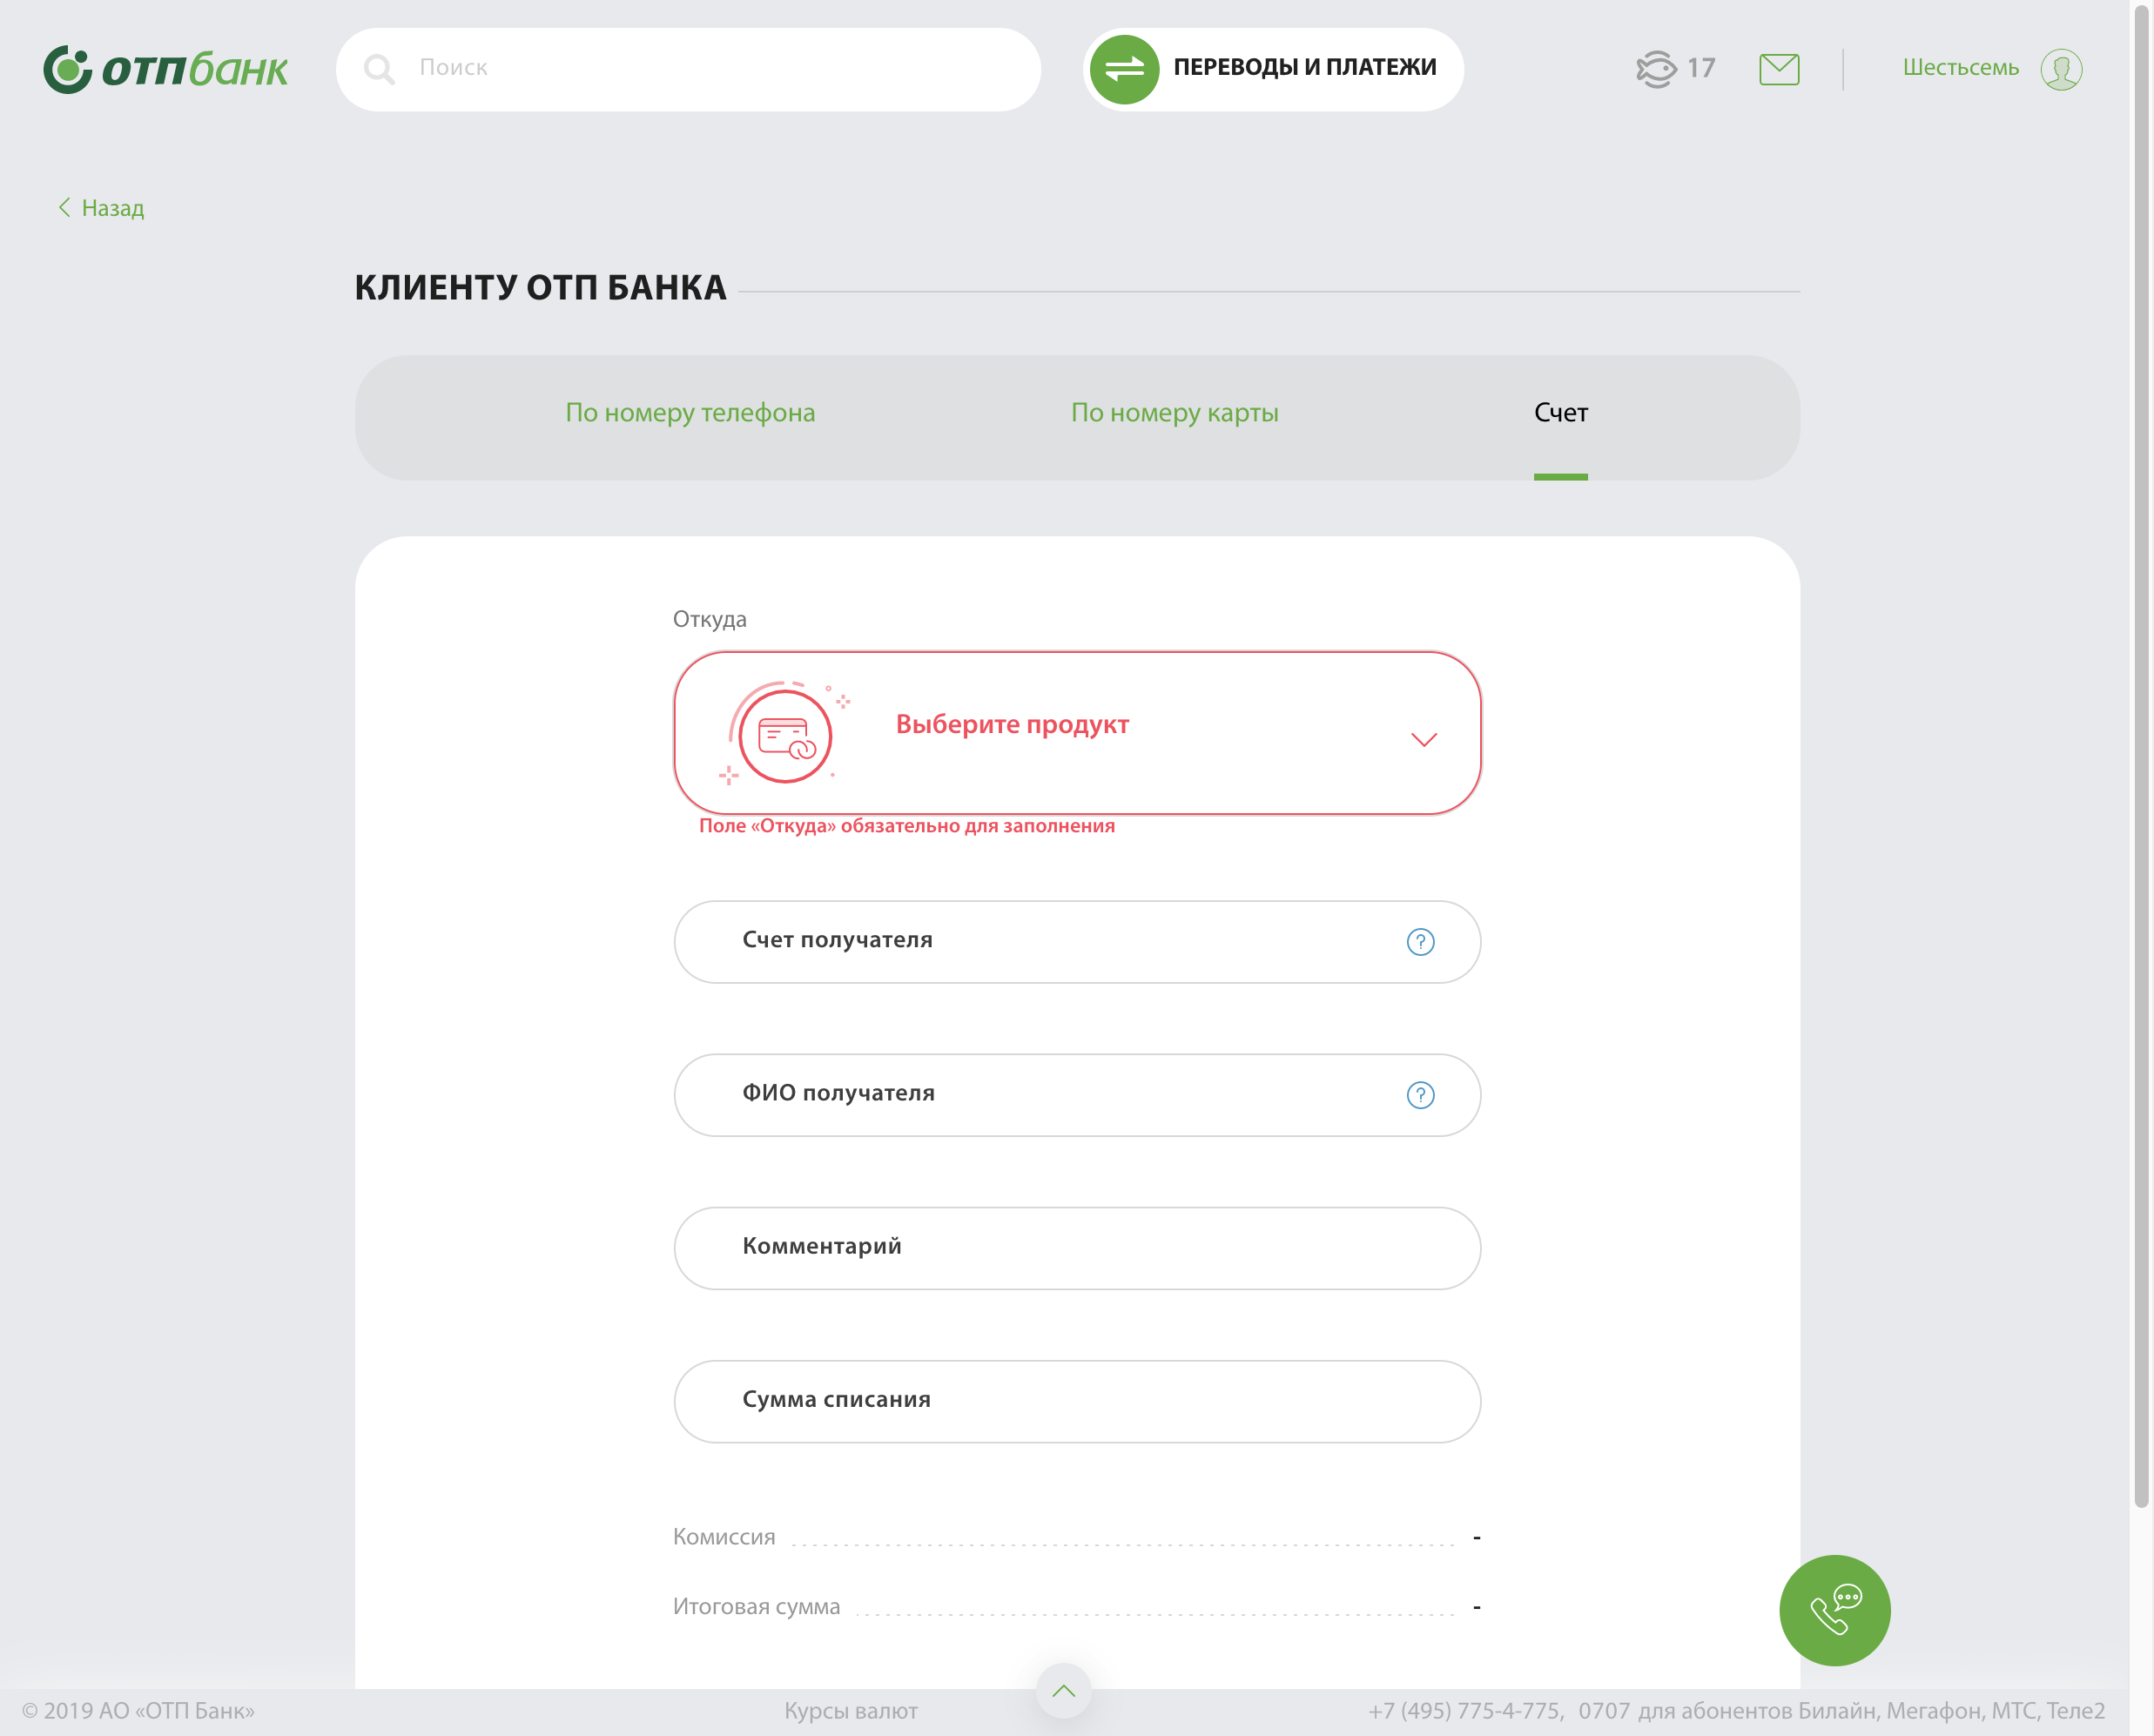 отпбанк
Поиск
ПЕРЕВОДЫ И ПЛАТЕЖИ
17
Шестьсемь
Назад
КЛИЕНТУ ОТП БАНКА
По номеру телефона
По номеру карты
Счет
Откуда
Выберите продукт
Поле «Откуда» обязательно для заполнения
Счет получателя
?
ФИО получателя
?
Комментарий
Сумма списания
Комиссия -
Итоговая сумма -
© 2019 АО «ОТП Банк»
Курсы валют
+7 (495) 775-4-775, 0707 для абонентов Билайн, Мегафон, МТС, Теле2